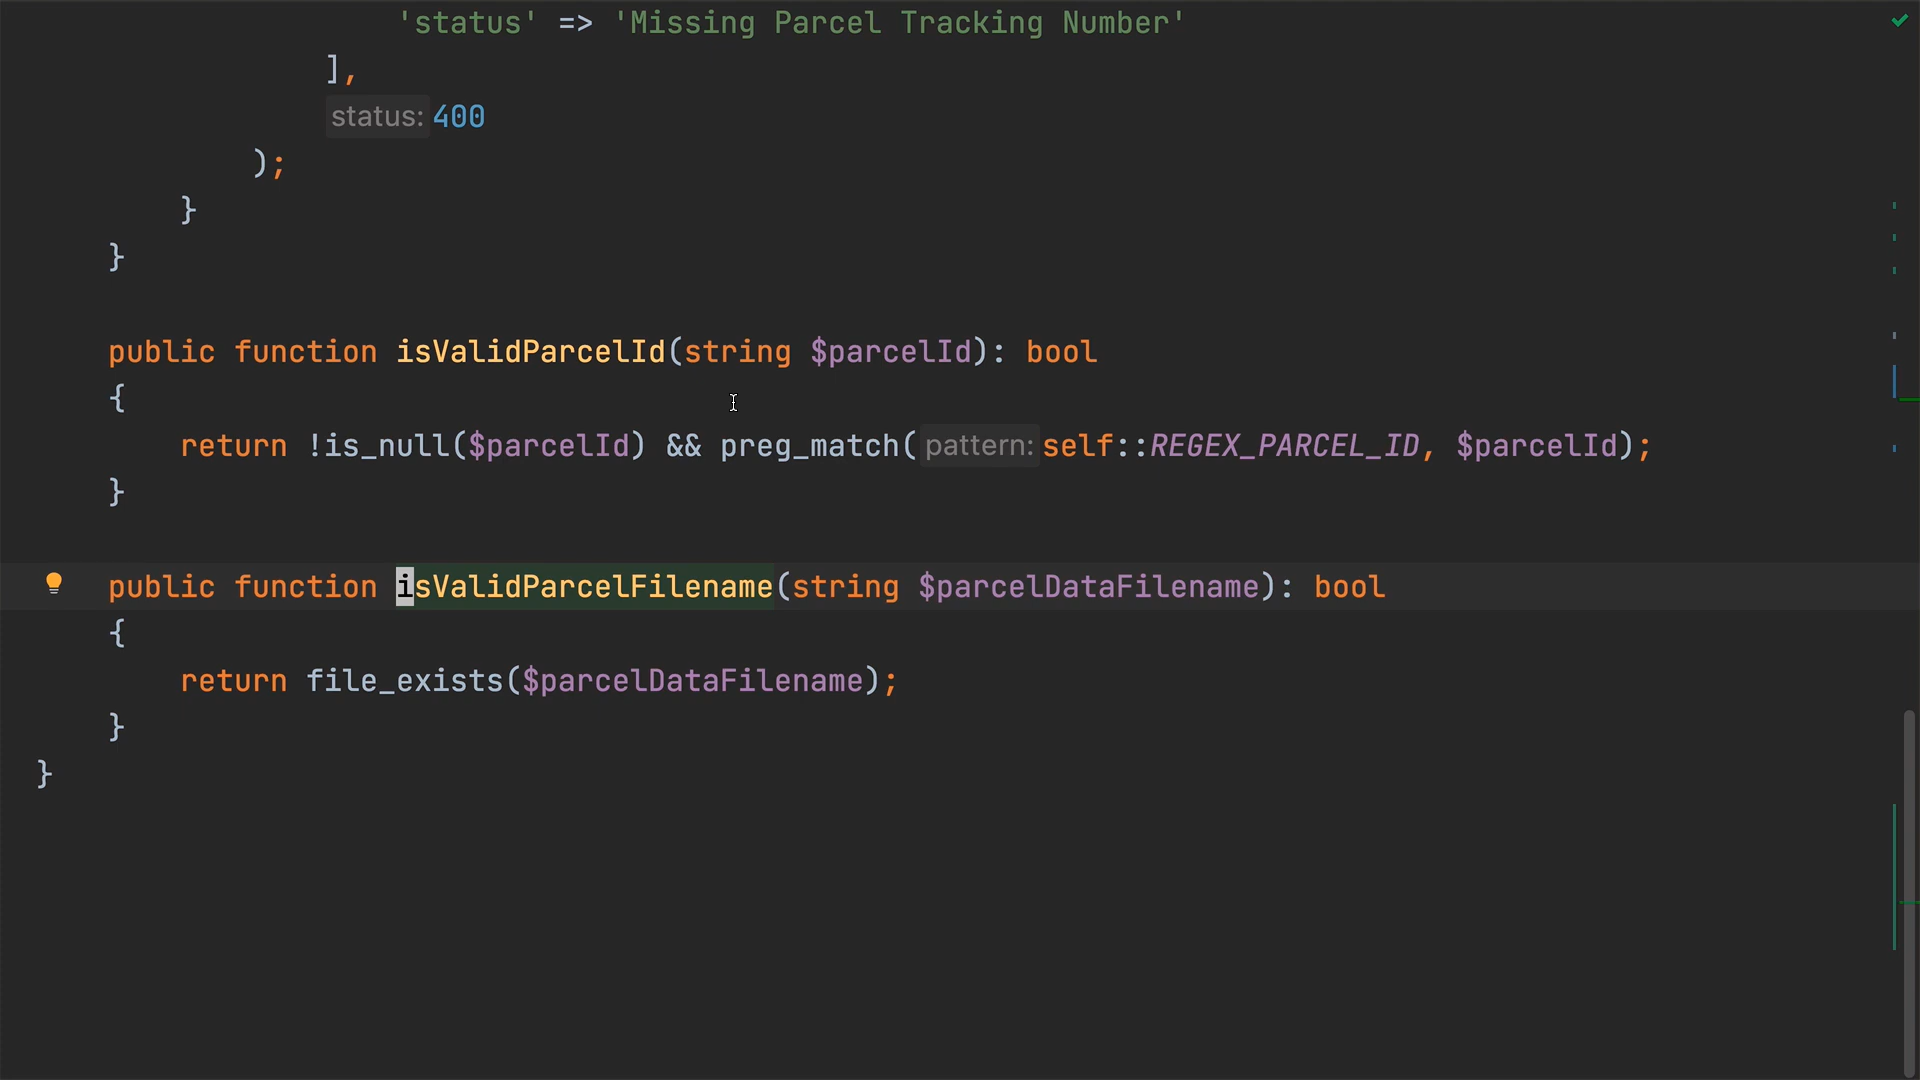 'status' => 'Missing Parcel Tracking Number'
],
status: 400
);
}
}
public function isValidParcelId(string $parcelId): bool
{
return !is_null($parcelId) && preg_match( pattern: self::REGEX_PARCEL_ID, $parcelId);
}
public function isValidParcelFilename(string $parcelDataFilename): bool
{
return file_exists($parcelDataFilename);
}
}